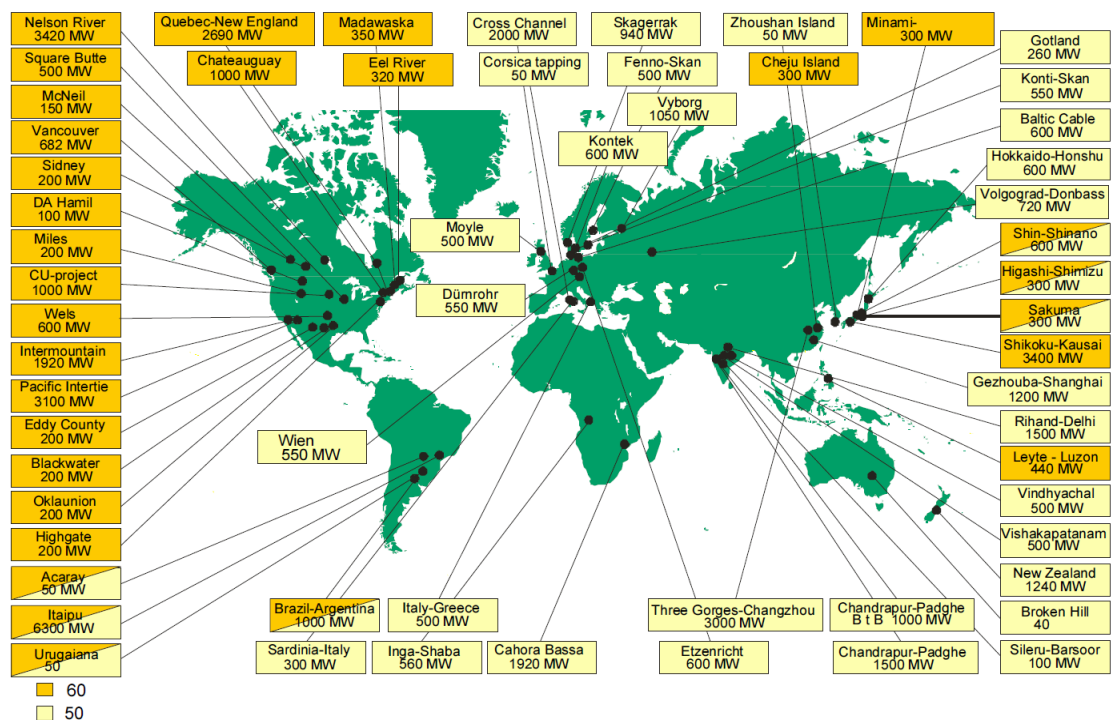 Nelson River
3420 MW
Square Butte
500 MW
McNeil
150 MW
Vancouver
682 MW
Sidney
200 MW
DA Hamil
100 MW
Miles
200 MW
CU-project
1000 MW
Wels
600 MW
Intermountain
1920 MW
Pacific Intertie
3100 MW
Eddy County
200 MW
Blackwater
200 MW
Oklaunion
200 MW
Highgate
200 MW
Acaray
50 MW
Itaipu
6300 MW
Urugaiana
50
60
50
Quebec-New England
2690 MW
Chateauguay
1000 MW
Madawaska
350 MW
Eel River
320 MW
Cross Channel
2000 MW
Corsica tapping
50 MW
Skagerrak
940 MW
Fenno-Skan
500 MW
Vyborg
1050 MW
Kontek
600 MW
Zhoushan Island
50 MW
Cheju Island
300 MW
Minami-
300 MW
Moyle
500 MW
Dümrohr
550 MW
Wien
550 MW
Gotland
260 MW
Konti-Skan
550 MW
Baltic Cable
600 MW
Hokkaido-Honshu
600 MW
Volgograd-Donbass
720 MW
Shin-Shinano
600 MW
Higashi-Shimizu
300 MW
Sakuma
300 MW
Shikoku-Kausai
3400 MW
Gezhouba-Shanghai
1200 MW
Rihand-Delhi
1500 MW
Leyte - Luzon
440 MW
Vindhyachal
500 MW
Vishakapatanam
500 MW
New Zealand
1240 MW
Broken Hill
40
Sileru-Barsoor
100 MW
Brazil-Argentina
1000 MW
Sardinia-Italy
300 MW
Italy-Greece
500 MW
Inga-Shaba
560 MW
Cahora Bassa
1920 MW
Three Gorges-Changzhou
3000 MW
Etzenricht
600 MW
Chandrapur-Padghe
B t B 1000 MW
Chandrapur-Padghe
1500 MW